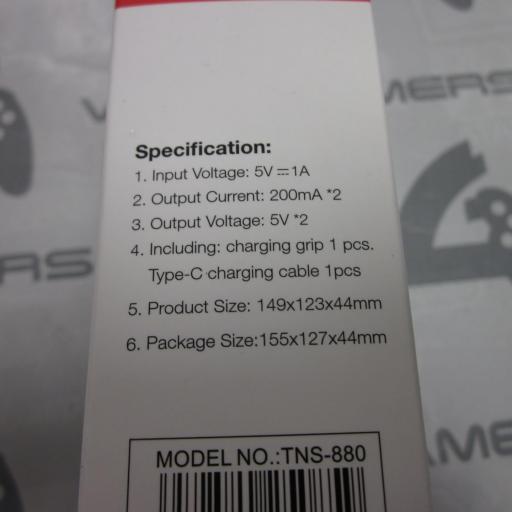 Specification:
1. Input Voltage: 5V⎓1A
2. Output Current: 200mA *2
3. Output Voltage: 5V *2
4. Including: charging grip 1 pcs.
Type-C charging cable 1pcs
5. Product Size: 149x123x44mm
6. Package Size:155x127x44mm
MODEL NO.:TNS-880